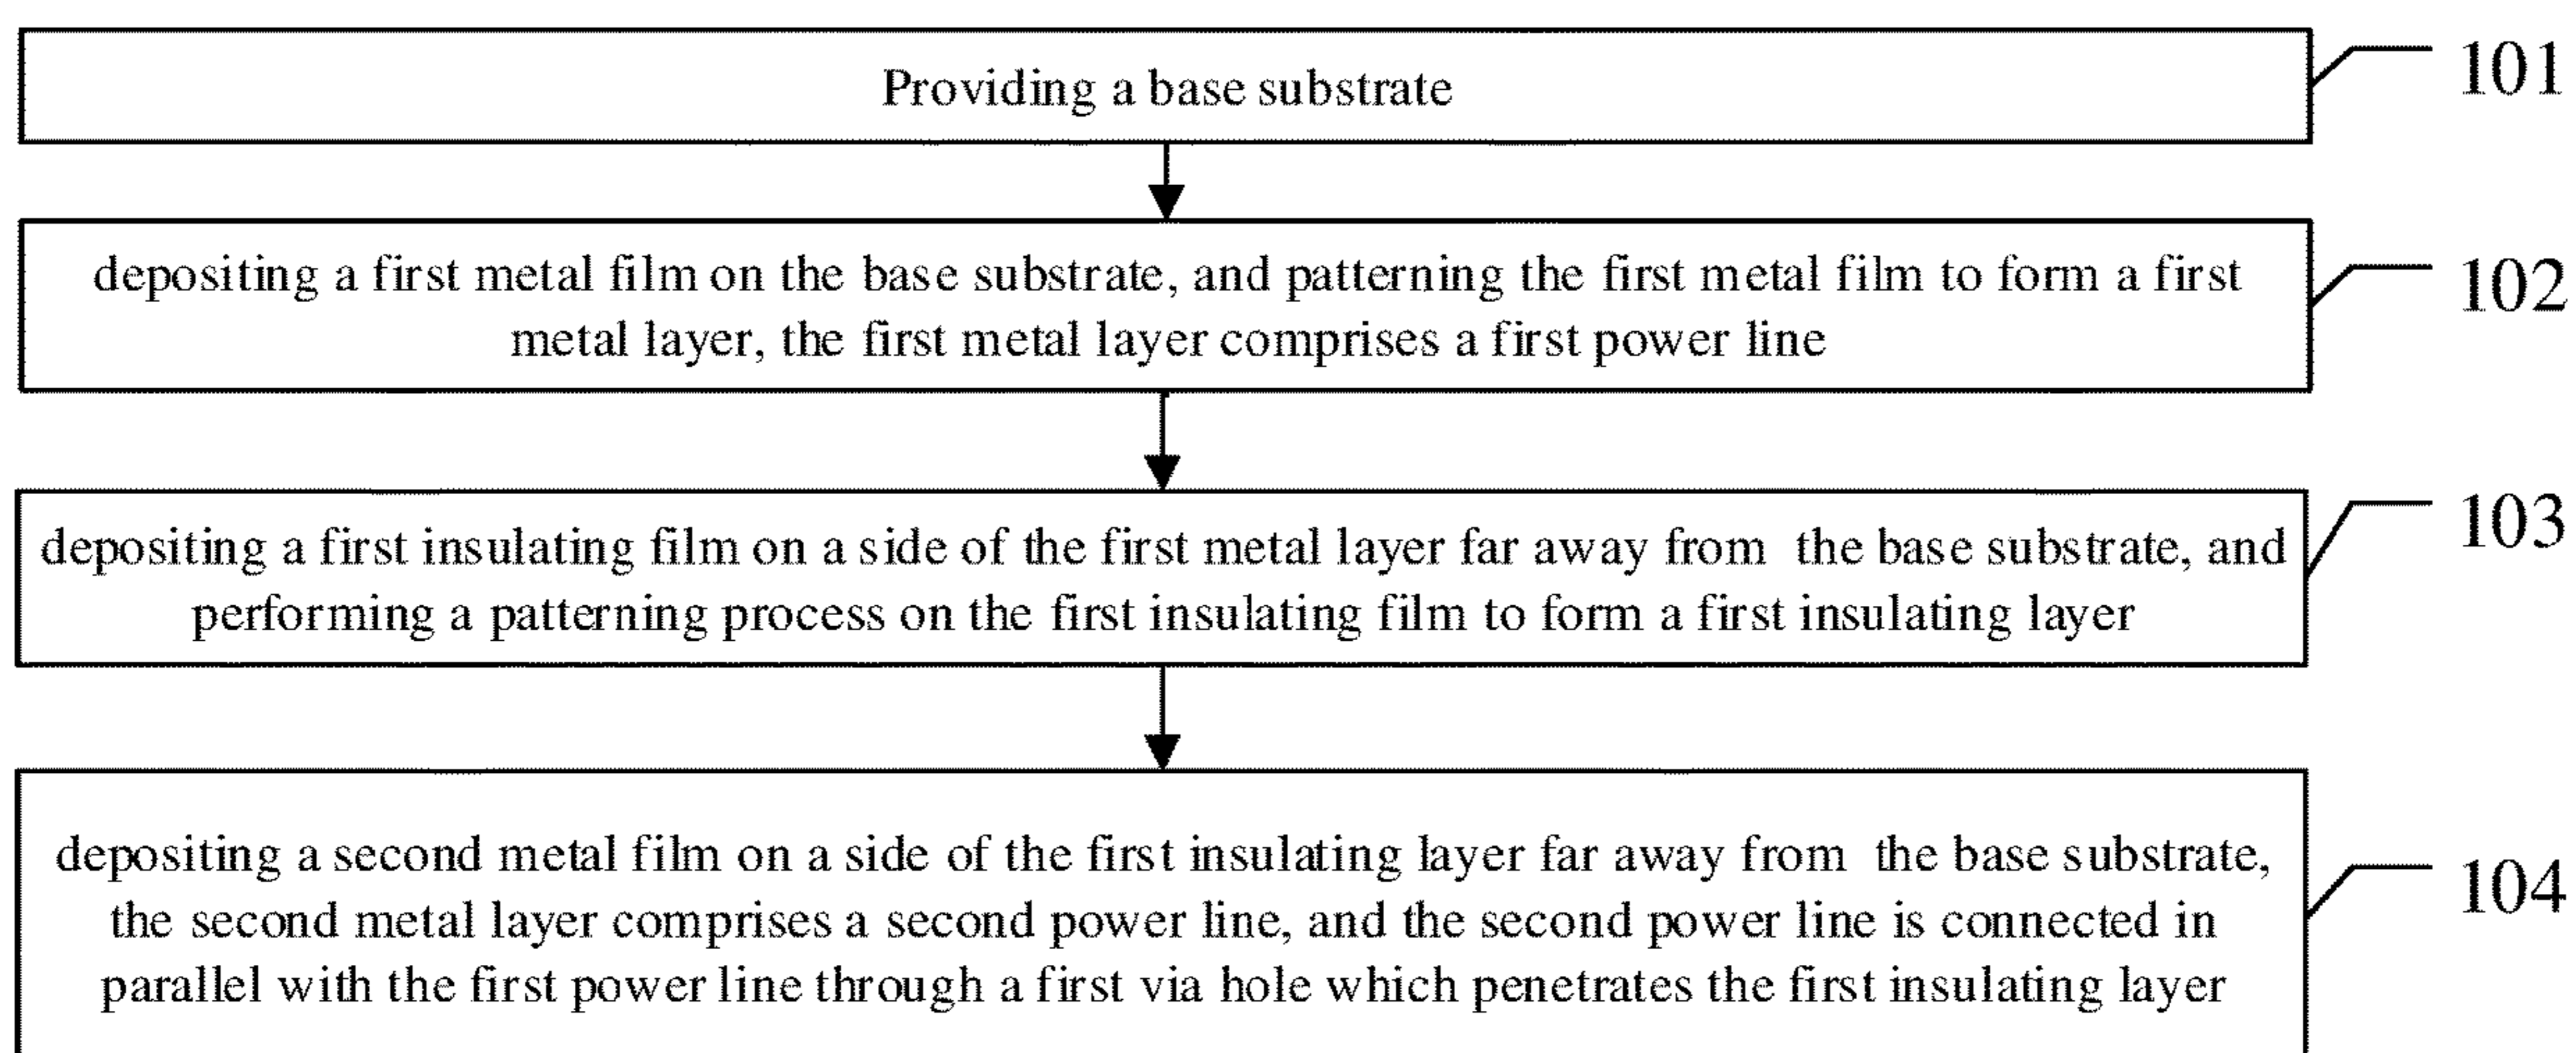 Providing a base substrate
101
depositing a first metal film on the base substrate, and patterning the first metal film to form a first
metal layer, the first metal layer comprises a first power line
102
depositing a first insulating film on a side of the first metal layer far away from the base substrate, and
performing a patterning process on the first insulating film to form a first insulating layer
103
depositing a second metal film on a side of the first insulating layer far away from the base substrate,
the second metal layer comprises a second power line, and the second power line is connected in
parallel with the first power line through a first via hole which penetrates the first insulating layer
104